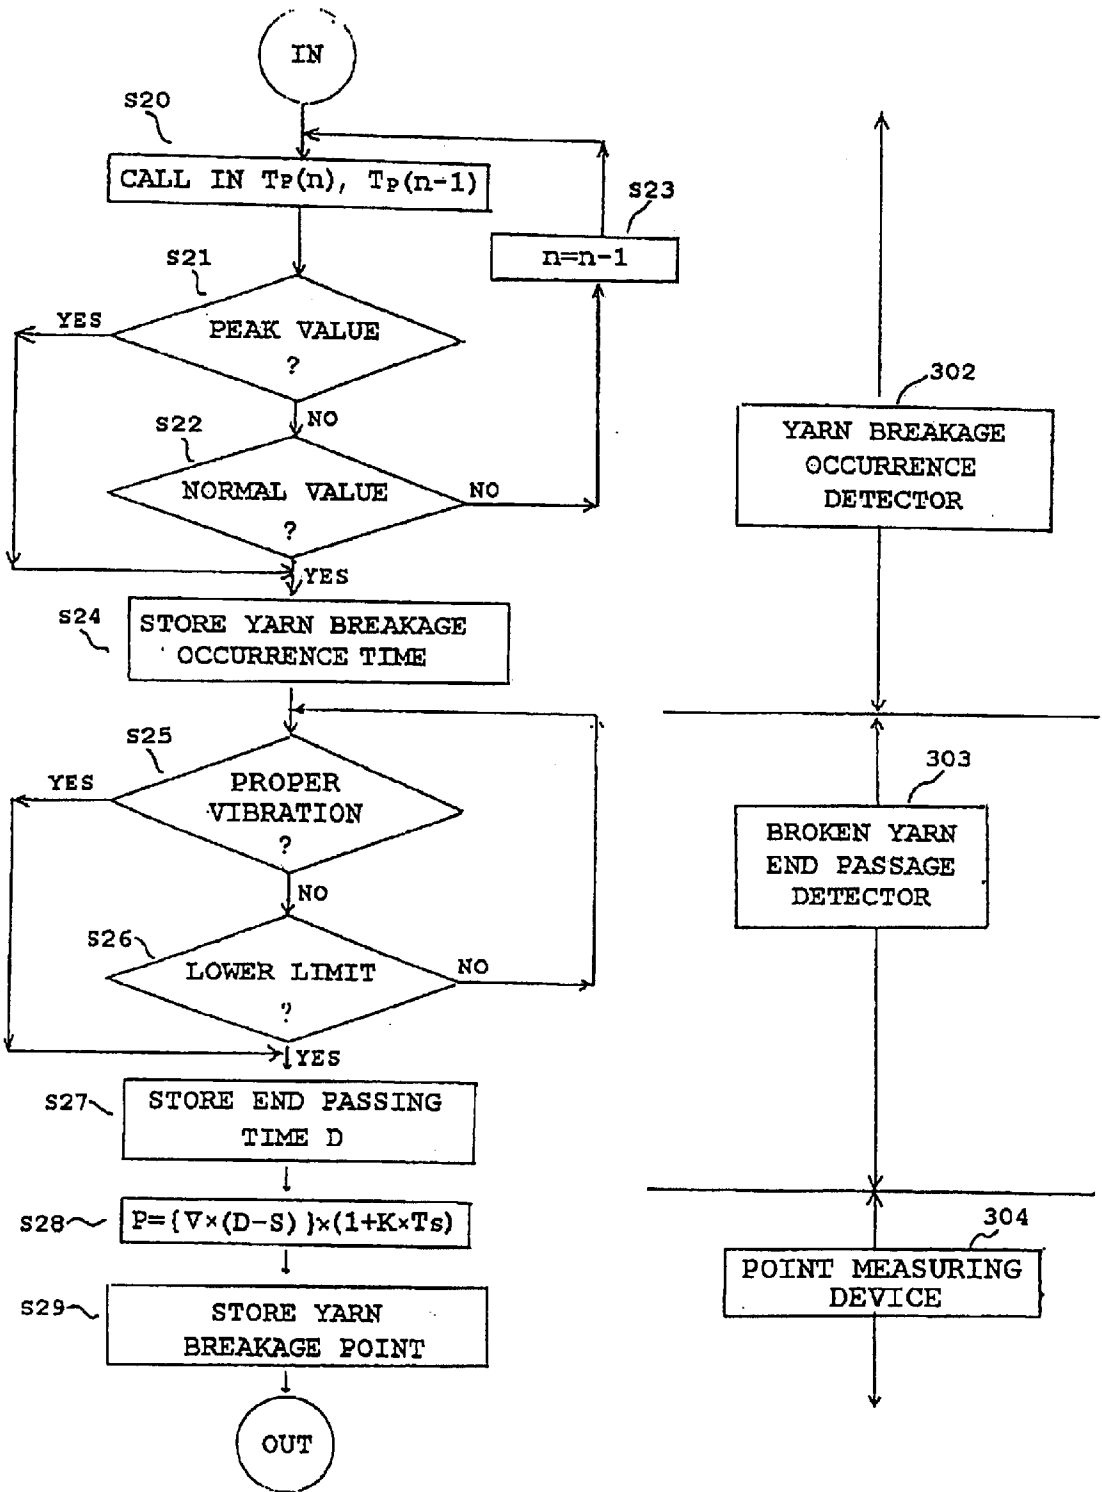 IN
S20
CALL IN TP(n), TP(n-1)
S23
n=n-1
S21
YES
PEAK VALUE
?
NO
S22
NORMAL VALUE
?
NO
YES
S24
STORE YARN BREAKAGE
OCCURRENCE TIME
S25
YES
PROPER
VIBRATION
?
NO
S26
LOWER LIMIT
?
NO
YES
S27
STORE END PASSING
TIME D
S28
P={V×(D-S)}×(1+K×Ts)
S29
STORE YARN
BREAKAGE POINT
OUT
302
YARN BREAKAGE
OCCURRENCE
DETECTOR
303
BROKEN YARN
END PASSAGE
DETECTOR
304
POINT MEASURING
DEVICE